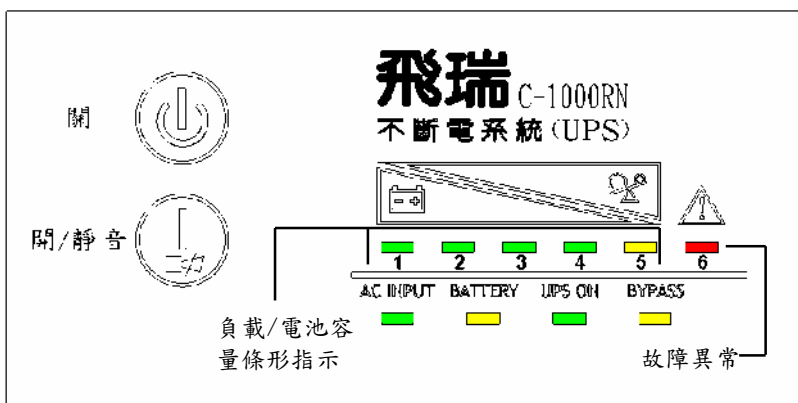 飛瑞 C-1000RN
不斷電系統(UPS)
關
開/靜音
1 2 3 4 5 6
AC INPUT BATTERY UPS ON BYPASS
負載/電池容
量條形指示
故障異常